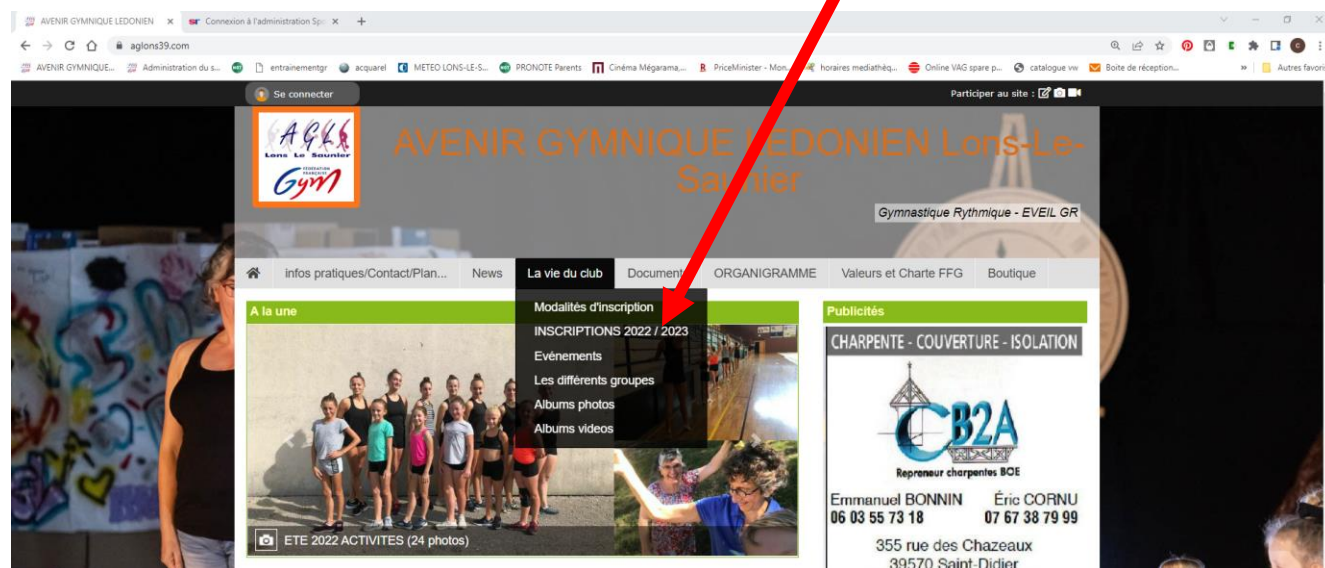 AVENIR GYMNIQUE LEDONIEN
Connexion à l'administration Spo
aglons39.com
AVENIR GYMNIQUE...
Administration du s...
entrainementgr
acquarel
METEO LONS-LE-S...
PRONOTE Parents
Cinéma Mégarama,...
PriceMinister - Mon...
horaires mediathèq...
Online VAG spare p...
catalogue vw
Boite de réception...
Autres favori
Se connecter
Participer au site :
AGLS
Lons Le Saunier
FÉDÉRATION
FRANÇAISE
Gym
AVENIR GYMNIQUE LEDONIEN Lons-Le-
Saunier
Gymnastique Rythmique - EVEIL GR
infos pratiques/Contact/Plan...
News
La vie du club
Document
ORGANIGRAMME
Valeurs et Charte FFG
Boutique
A la une
Modalités d'inscription
INSCRIPTIONS 2022 / 2023
Evénements
Les différents groupes
Albums photos
Albums videos
ETE 2022 ACTIVITES (24 photos)
Publicités
CHARPENTE - COUVERTURE - ISOLATION
CB2A
Repreneur charpentes BOE
Emmanuel BONNIN Éric CORNU
06 03 55 73 18 07 67 38 79 99
355 rue des Chazeaux
39570 Saint-Didier